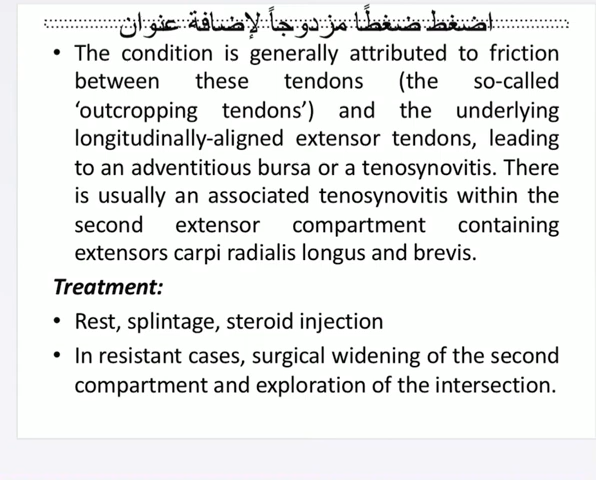 اضغط ضغطًا مزدوجاً لإضافة عنوان
• The condition is generally attributed to friction
between these tendons (the so-called
‘outcropping tendons’) and the underlying
longitudinally-aligned extensor tendons, leading
to an adventitious bursa or a tenosynovitis. There
is usually an associated tenosynovitis within the
second extensor compartment containing
extensors carpi radialis longus and brevis.
Treatment:
• Rest, splintage, steroid injection
• In resistant cases, surgical widening of the second
compartment and exploration of the intersection.